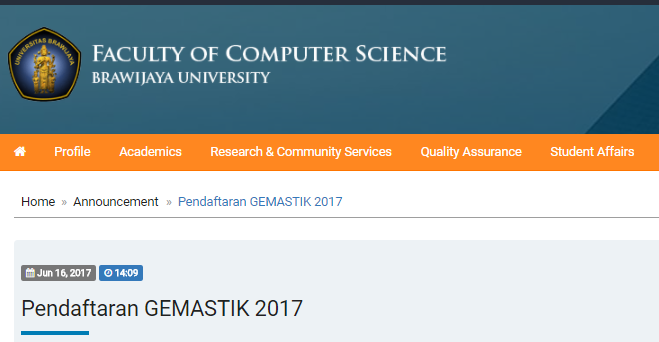 UNIVERSITAS BRAWIJAYA
FACULTY OF COMPUTER SCIENCE
BRAWIJAYA UNIVERSITY
Profile Academics Research & Community Services Quality Assurance Student Affairs
Home » Announcement » Pendaftaran GEMASTIK 2017
Jun 16, 2017 14:09
Pendaftaran GEMASTIK 2017